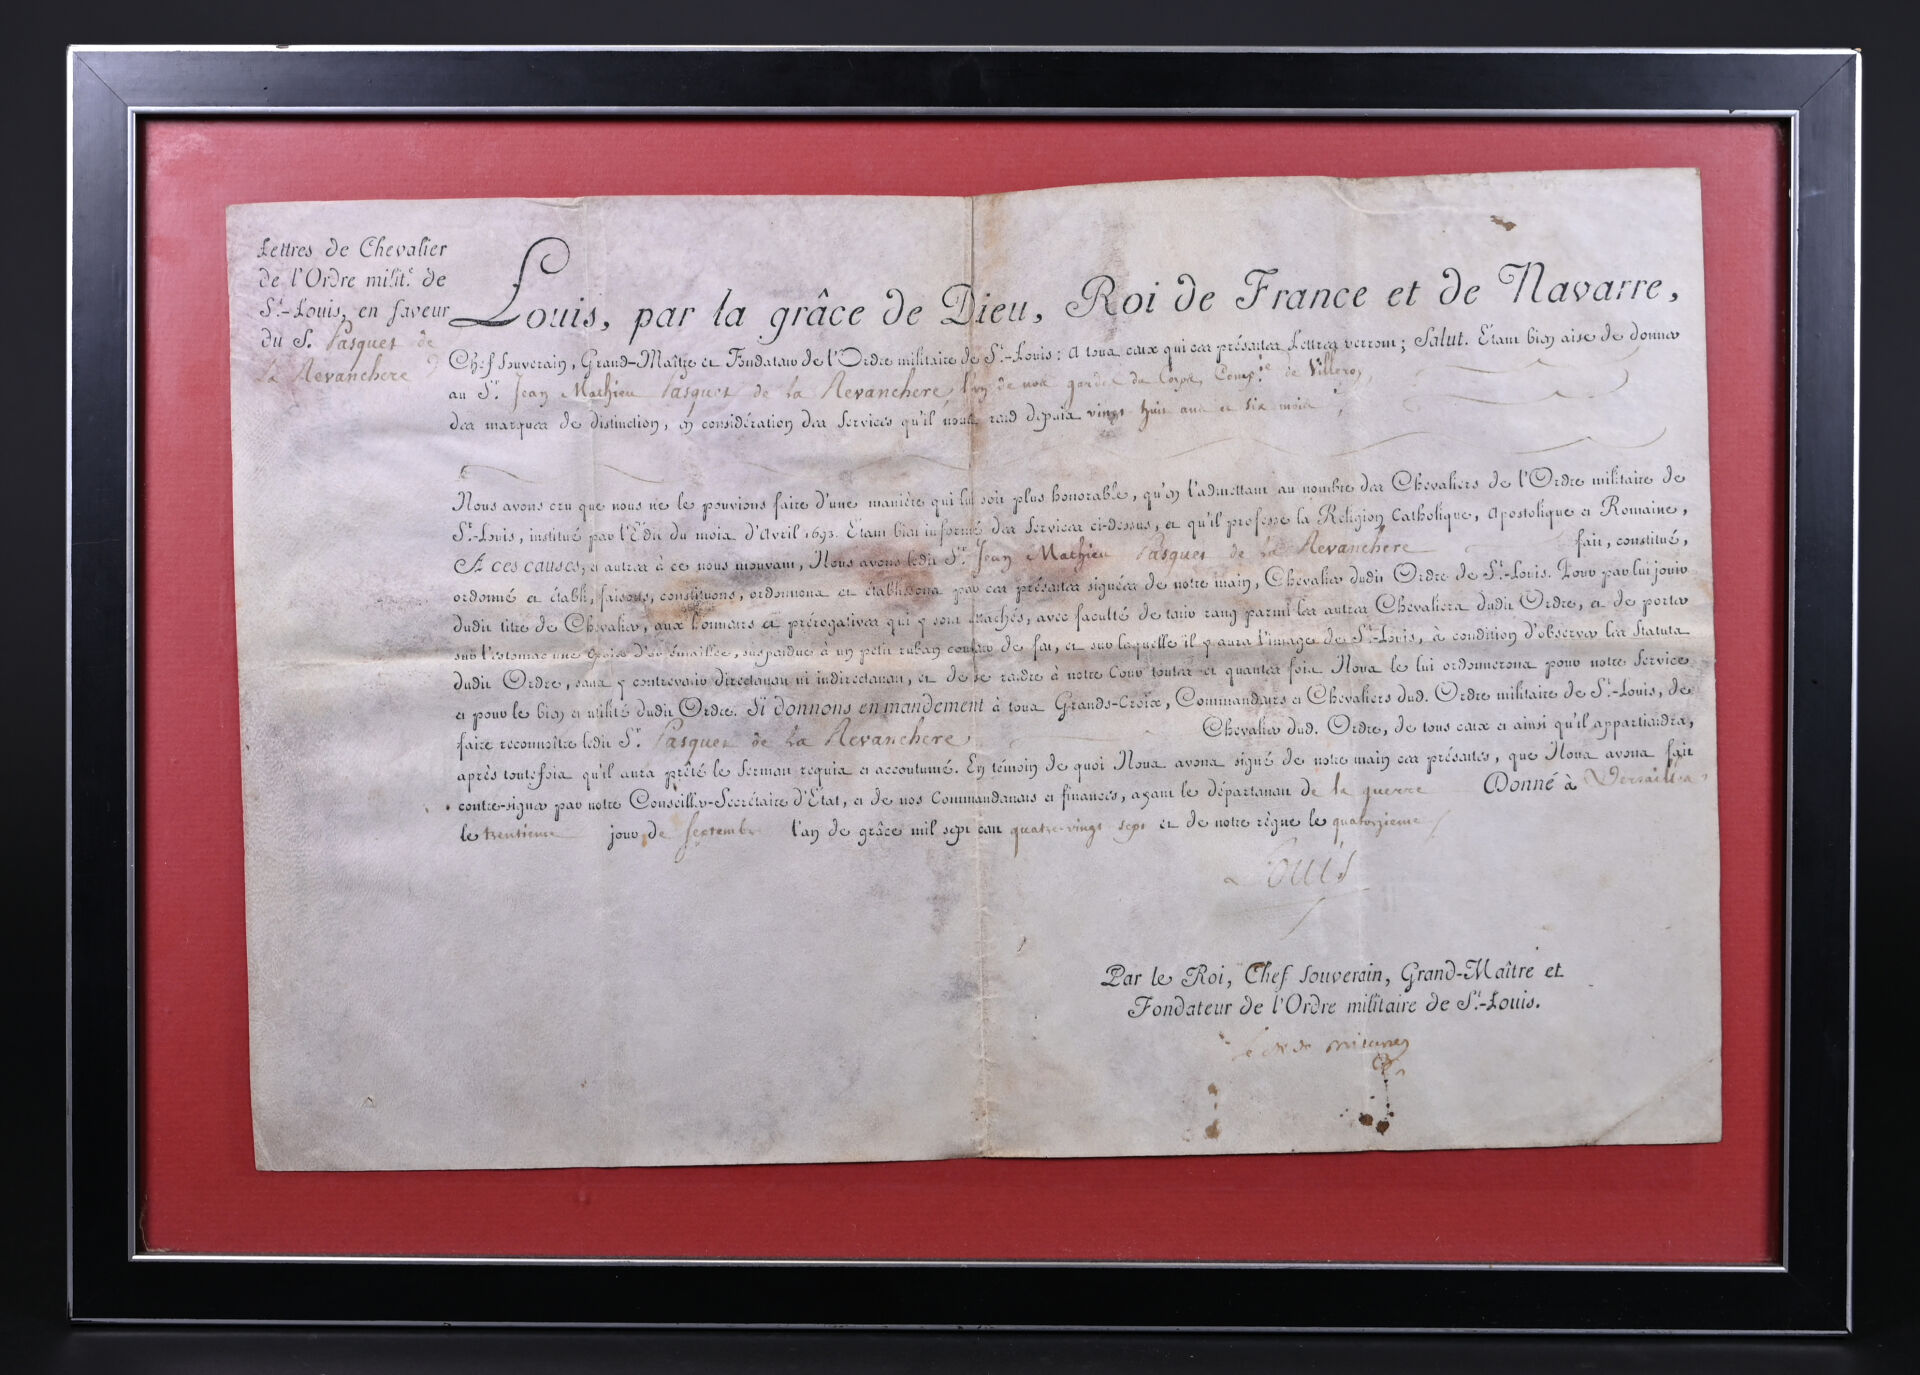 Lettres de Chevalier
de l'Ordre milit.e de
St.-Louis, en faveur
du S. Pasquet de
La Revanchere
Louis, par la grâce de Dieu, Roi de France et de Navarre,
Chef Souverain, Grand-Maître et Fondateur de l'Ordre militaire de St.-Louis: A tous ceux qui ces présentes Lettres verront; Salut. Etant bien aise de donner
au Sr. Jean Mathieu Pasquet de La Revanchere, l'un de nos gardes du Corps, Comp.ie de Villeroy,
des marques de distinction, en considération des Services qu'il nous rend depuis vingt huit ans et six mois;
Nous avons cru que nous ne le pouvions faire d'une manière qui lui soit plus honorable, qu'en l'admettant au nombre des Chevaliers de l'Ordre militaire de
St.-Louis, institué par l'Edit du mois d'Avril 1693. Etant bien informé des Services ci-dessus, et qu'il professe la Religion Catholique, Apostolique et Romaine,
A ces causes, et autres à ce nous mouvant, Nous avons ledit Sr. Jean Mathieu Pasquet de La Revanchere fait, constitué,
ordonné et établi, faisons, constituons, ordonnons et établissons par ces présentes signées de notre main, Chevalier dudit Ordre de St.-Louis. Pour par lui jouir
dudit titre de Chevalier, aux honneurs et prérogatives qui y sont attachés, avec faculté de tenir rang parmi les autres Chevaliers dudit Ordre, et de porter
sur l'estomac une Croix d'or émaillée, suspendue à un petit ruban couleur de feu, et sur laquelle il y aura l'image de St.-Louis, à condition d'observer les Statuts
dudit Ordre, sans y contrevenir directement ni indirectement, et de se rendre à notre Cour toutes et quantes fois Nous le lui ordonnerons pour notre Service
et pour le bien et utilité dudit Ordre. Si donnons en mandement à tous Grands-Croix, Commandeurs et Chevaliers dud. Ordre militaire de St.-Louis, de
faire reconnoître ledit Sr. Pasquet de La Revanchere Chevalier dud. Ordre, de tous ceux et ainsi qu'il appartiendra,
après toutefois qu'il aura prêté le Serment requis et accoutumé. En témoin de quoi Nous avons signé de notre main ces présentes, que Nous avons fait
contre-signer par notre Conseiller-Secrétaire d'Etat, et de nos Commandemens et finances, ayant le département de la guerre Donné à Versailles
le trentieme jour de Septembre l'an de grâce mil sept cent quatre-vingt sept et de notre règne le quatorzieme
Louis
Par le Roi, Chef Souverain, Grand-Maître et
Fondateur de l'Ordre militaire de St.-Louis.